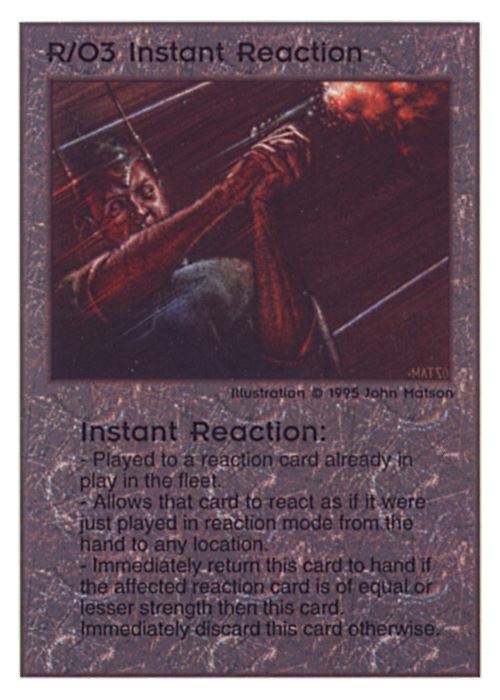 R/O3 Instant Reaction
-MATSO
Illustration © 1995 John Matson
Instant Reaction:
- Played to a reaction card already in
play in the fleet.
- Allows that card to react as if it were
just played in reaction mode from the
hand to any location.
- Immediately return this card to hand if
the affected reaction card is of equal or
lesser strength then this card.
Immediately discard this card otherwise.